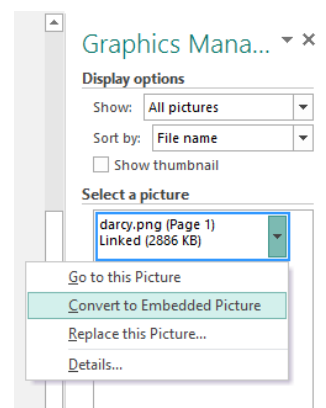 Graphics Mana...
Display options
Show: All pictures
Sort by: File name
Show thumbnail
Select a picture
darcy.png (Page 1)
Linked (2886 KB)
Go to this Picture
Convert to Embedded Picture
Replace this Picture...
Details...